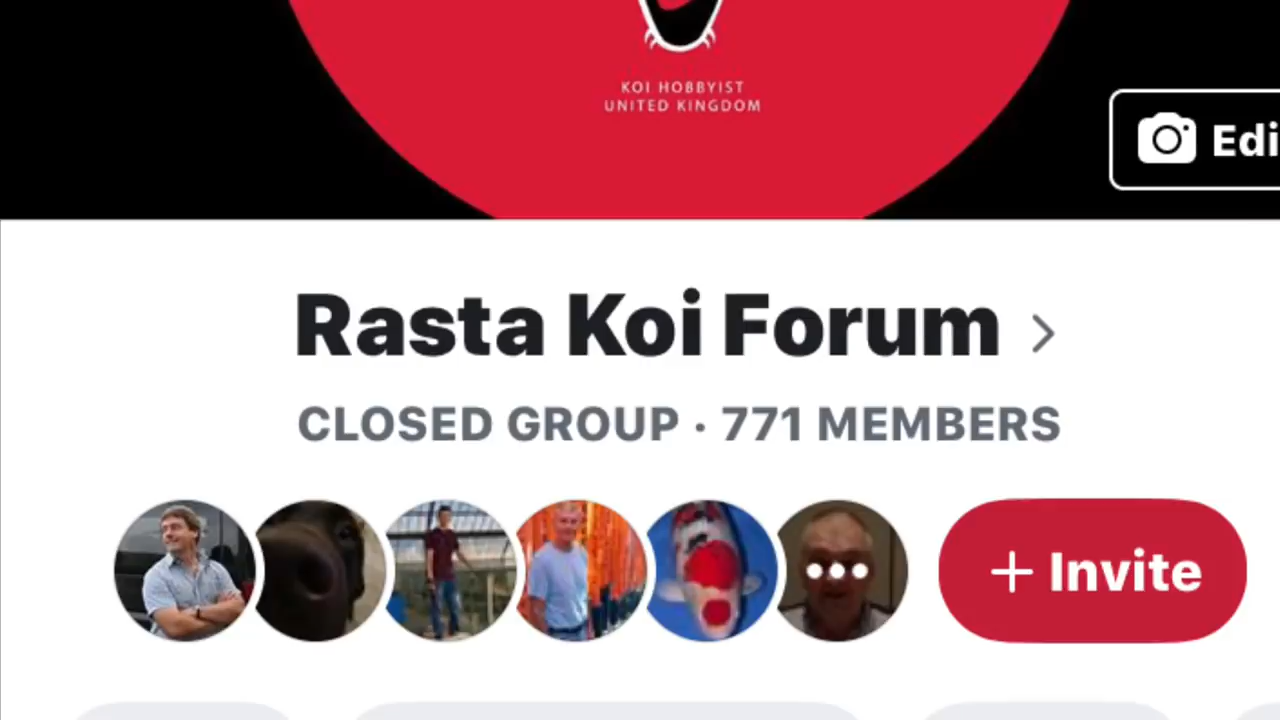 KOI HOBBYIST
UNITED KINGDOM
Edi
Rasta Koi Forum
CLOSED GROUP · 771 MEMBERS
+ Invite